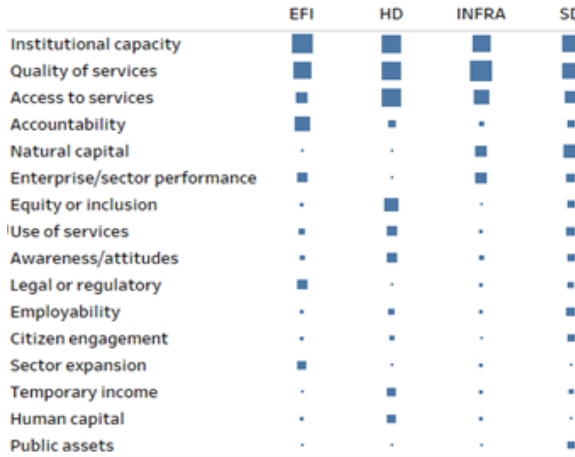 EFI HD INFRA SD
Institutional capacity
Quality of services
Access to services
Accountability
Natural capital
Enterprise/sector performance
Equity or inclusion
Use of services
Awareness/attitudes
Legal or regulatory
Employability
Citizen engagement
Sector expansion
Temporary income
Human capital
Public assets